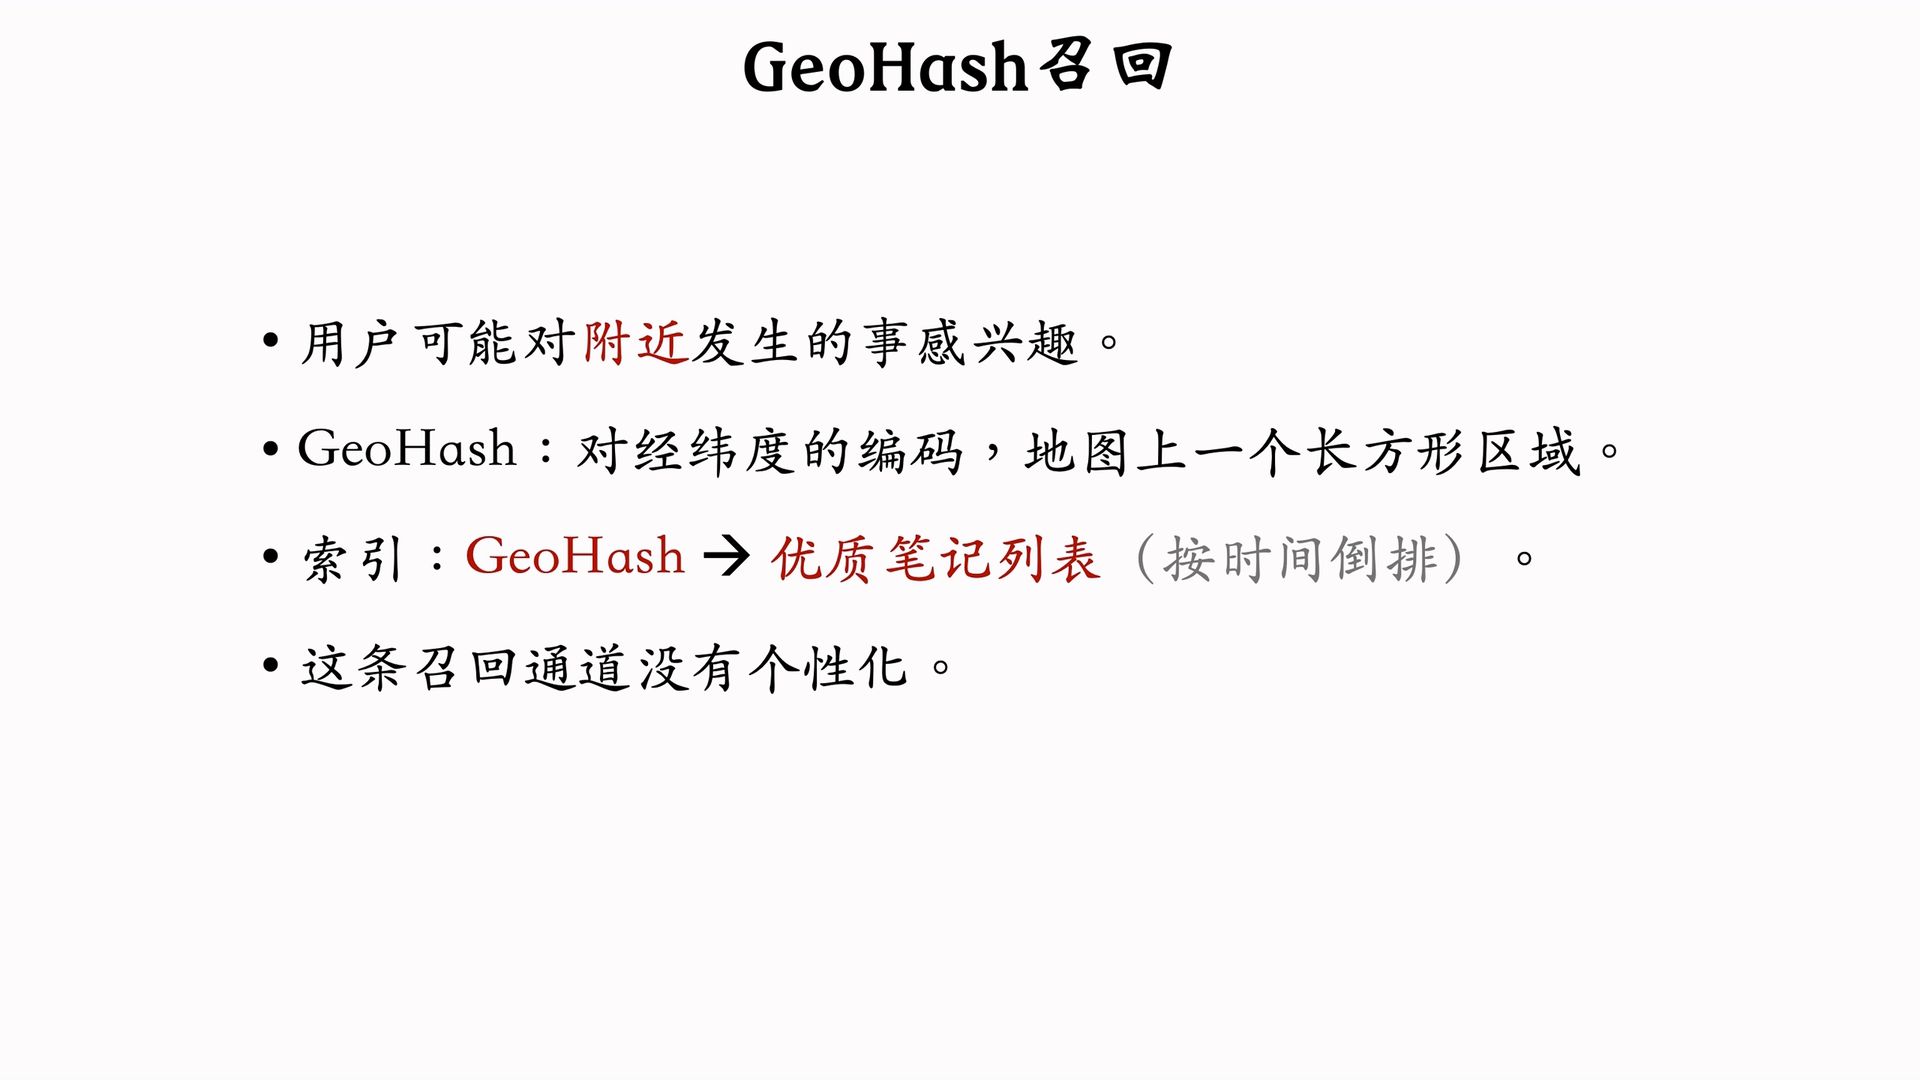 GeoHash召回
• 用户可能对附近发生的事感兴趣。
• GeoHash：对经纬度的编码，地图上一个长方形区域。
• 索引：GeoHash → 优质笔记列表（按时间倒排）。
• 这条召回通道没有个性化。